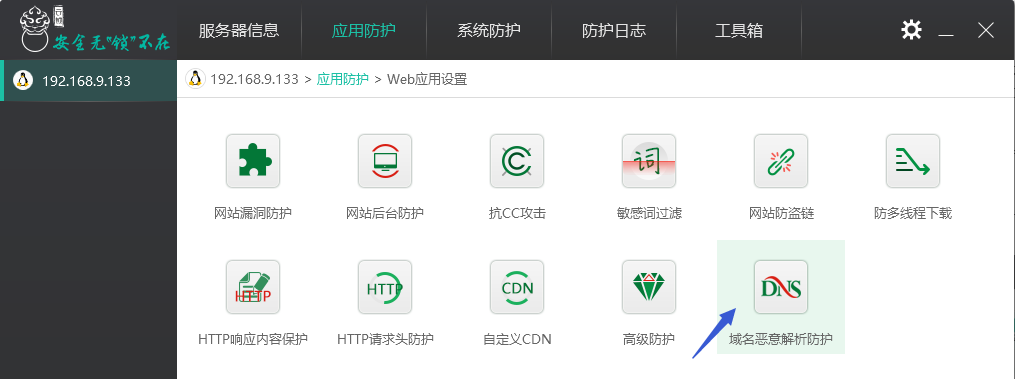 服务器信息
应用防护
系统防护
防护日志
工具箱
安全无"锁"不在
192.168.9.133
192.168.9.133 > 应用防护 > Web应用设置
词
网站漏洞防护
网站后台防护
抗CC攻击
敏感词过滤
网站防盗链
防多线程下载
HTTP
HTTP
CDN
DNS
HTTP响应内容保护
HTTP请求头防护
自定义CDN
高级防护
域名恶意解析防护